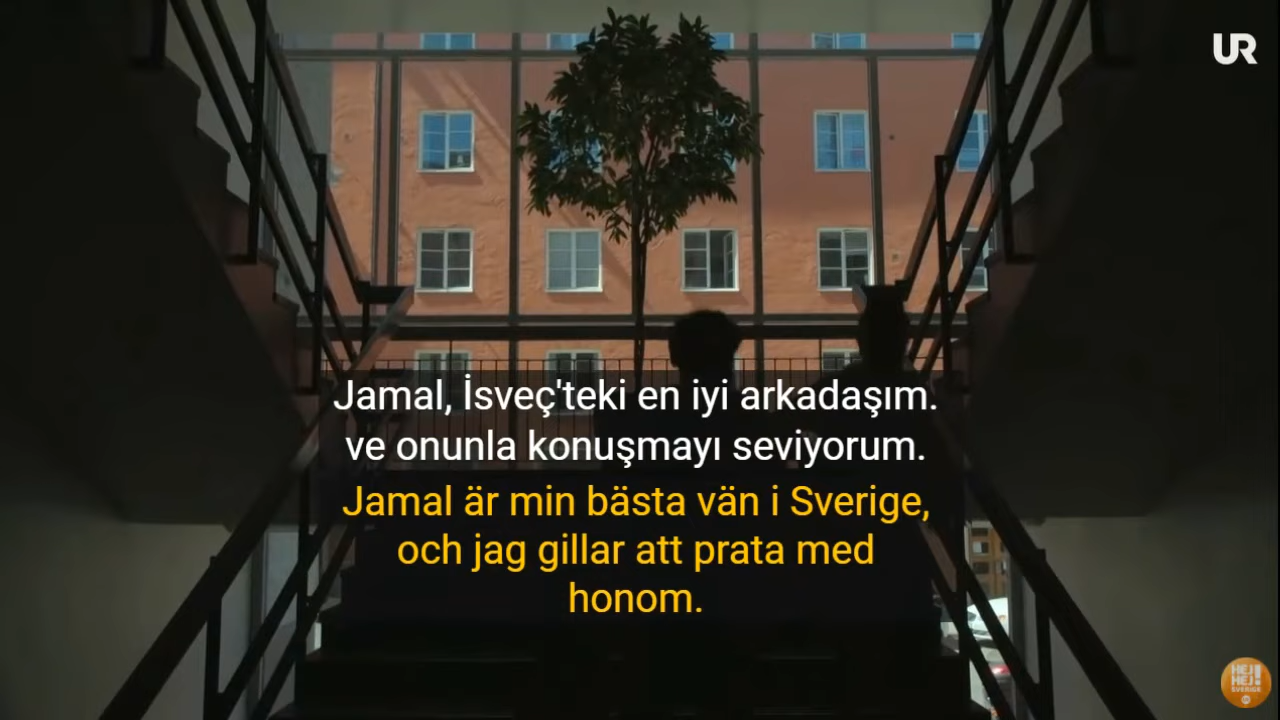 UR
Jamal, İsveç'teki en iyi arkadaşım.
ve onunla konuşmayı seviyorum.
Jamal är min bästa vän i Sverige,
och jag gillar att prata med
honom.
HEJ
HEJ!
SVERIGE
UR